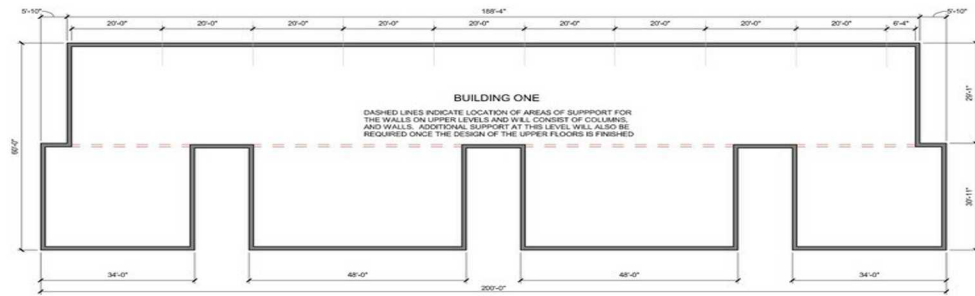 5'-10" 188'-4" 5'-10"
20'-0" 20'-0" 20'-0" 20'-0" 20'-0" 20'-0" 20'-0" 20'-0" 20'-0" 6'-4"
BUILDING ONE
DASHED LINES INDICATE LOCATION OF AREAS OF SUPPPORT FOR
THE WALLS ON UPPER LEVELS AND WILL CONSIST OF COLUMNS,
AND WALLS. ADDITIONAL SUPPORT AT THIS LEVEL WILL ALSO BE
REQUIRED ONCE THE DESIGN OF THE UPPER FLOORS IS FINISHED
60'-0"
29'-1"
30'-11"
34'-0" 48'-0" 48'-0" 34'-0"
200'-0"